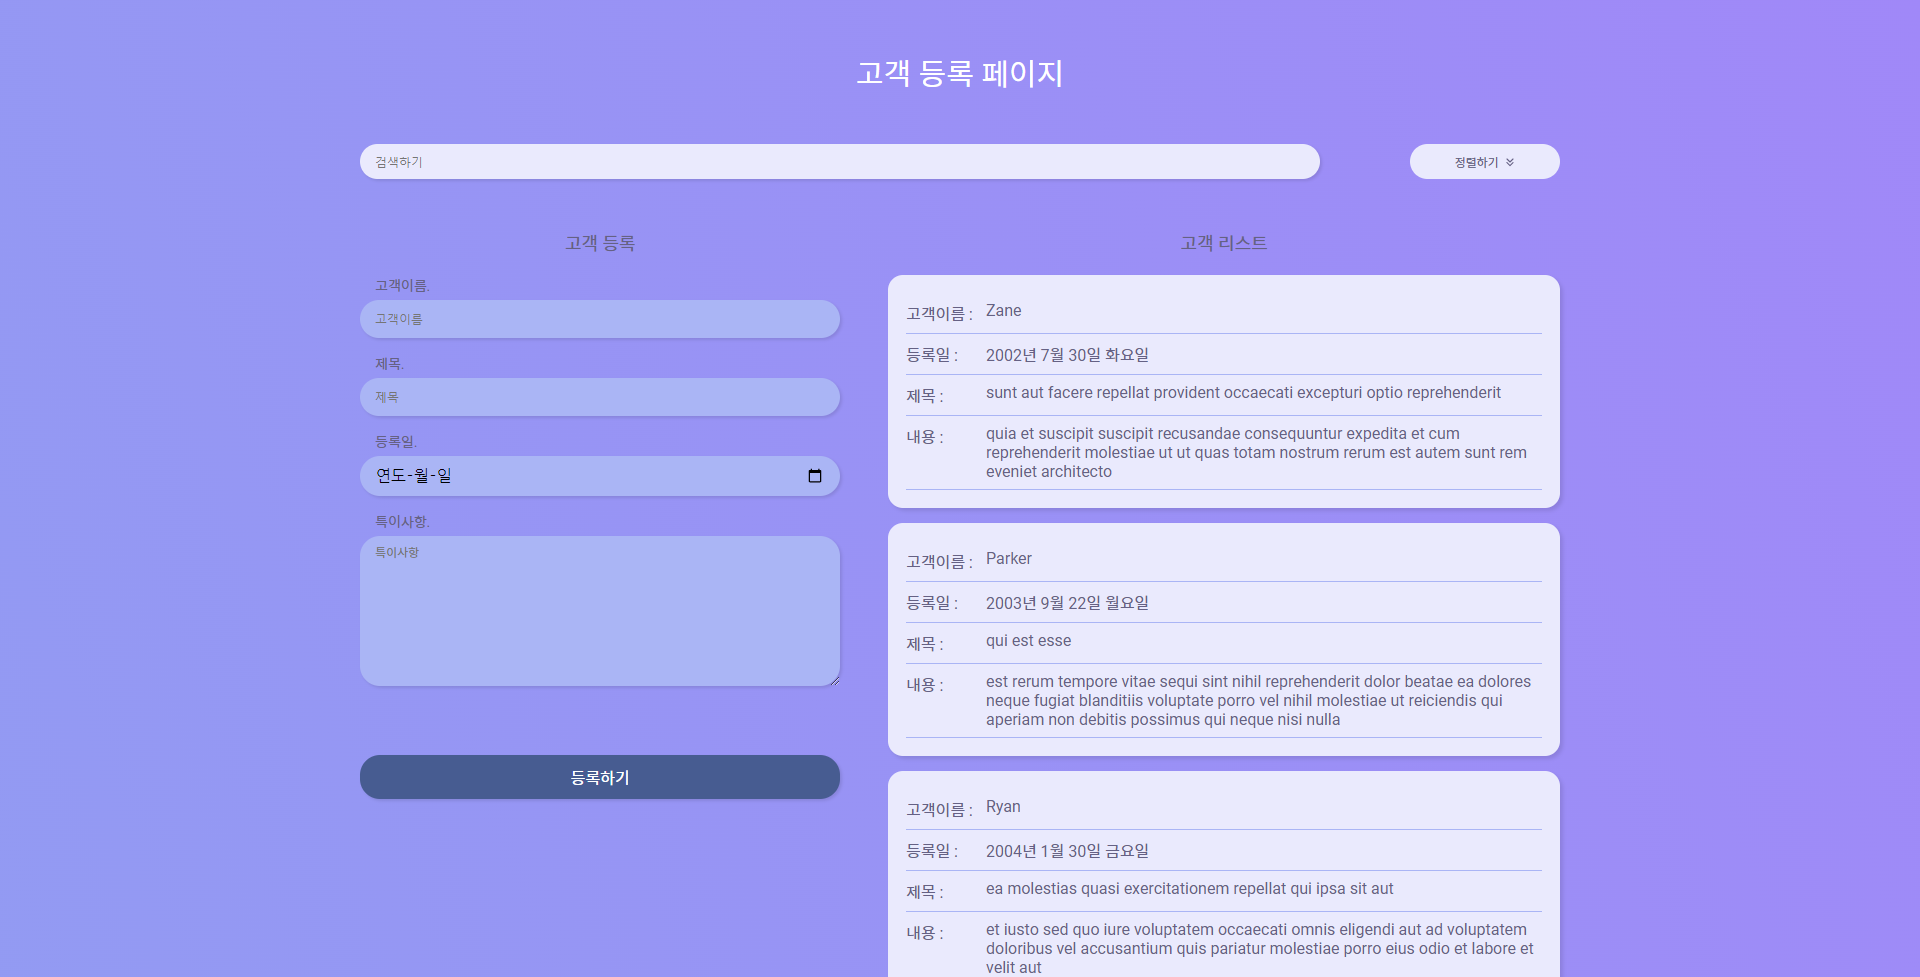 고객 등록 페이지
검색하기
정렬하기
고객 등록
고객이름.
고객이름
제목.
제목
등록일.
연도-월-일
특이사항.
특이사항
등록하기
고객 리스트
고객이름 : Zane
등록일 : 2002년 7월 30일 화요일
제목 : sunt aut facere repellat provident occaecati excepturi optio reprehenderit
내용 : quia et suscipit suscipit recusandae consequuntur expedita et cum
reprehenderit molestiae ut ut quas totam nostrum rerum est autem sunt rem
eveniet architecto
고객이름 : Parker
등록일 : 2003년 9월 22일 월요일
제목 : qui est esse
내용 : est rerum tempore vitae sequi sint nihil reprehenderit dolor beatae ea dolores
neque fugiat blanditiis voluptate porro vel nihil molestiae ut reiciendis qui
aperiam non debitis possimus qui neque nisi nulla
고객이름 : Ryan
등록일 : 2004년 1월 30일 금요일
제목 : ea molestias quasi exercitationem repellat qui ipsa sit aut
내용 : et iusto sed quo iure voluptatem occaecati omnis eligendi aut ad voluptatem
doloribus vel accusantium quis pariatur molestiae porro eius odio et labore et
velit aut